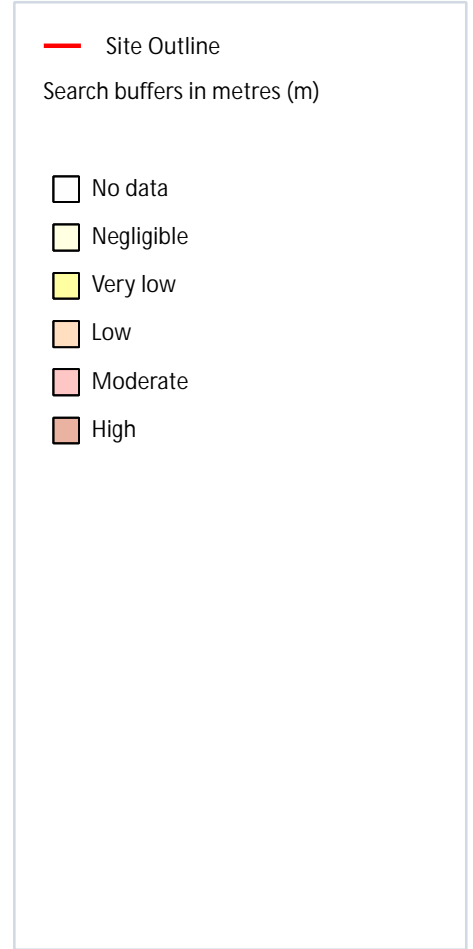 Site Outline
Search buffers in metres (m)
No data
Negligible
Very low
Low
Moderate
High